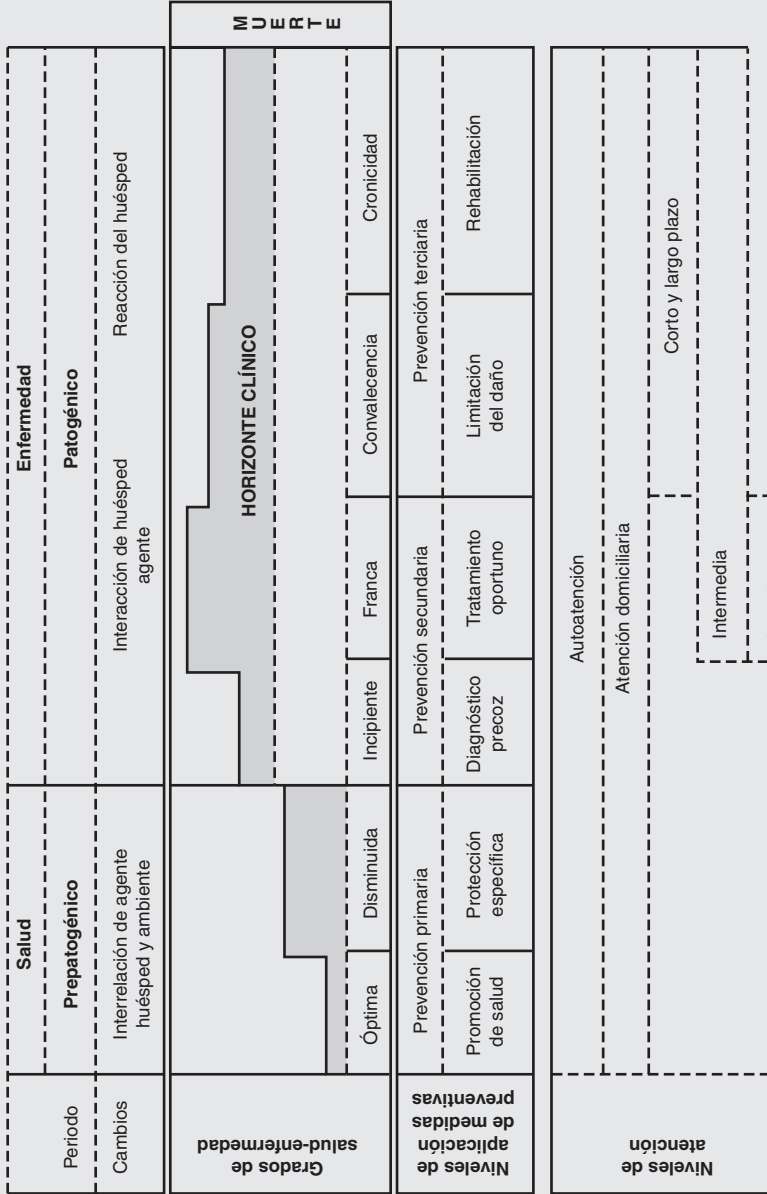 Salud
Enfermedad
Periodo
Prepatogénico
Patogénico
Cambios
Interrelación de agente
huésped y ambiente
Interacción de huésped
agente
Reacción del huésped
Grados de
salud-enfermedad
HORIZONTE CLÍNICO
MUERTE
Óptima
Disminuida
Incipiente
Franca
Convalecencia
Cronicidad
Niveles de
aplicación
de medidas
preventivas
Prevención primaria
Prevención secundaria
Prevención terciaria
Promoción
de salud
Protección
específica
Diagnóstico
precoz
Tratamiento
oportuno
Limitación
del daño
Rehabilitación
Niveles de
atención
Autoatención
Atención domiciliaria
Corto y largo plazo
Intermedia